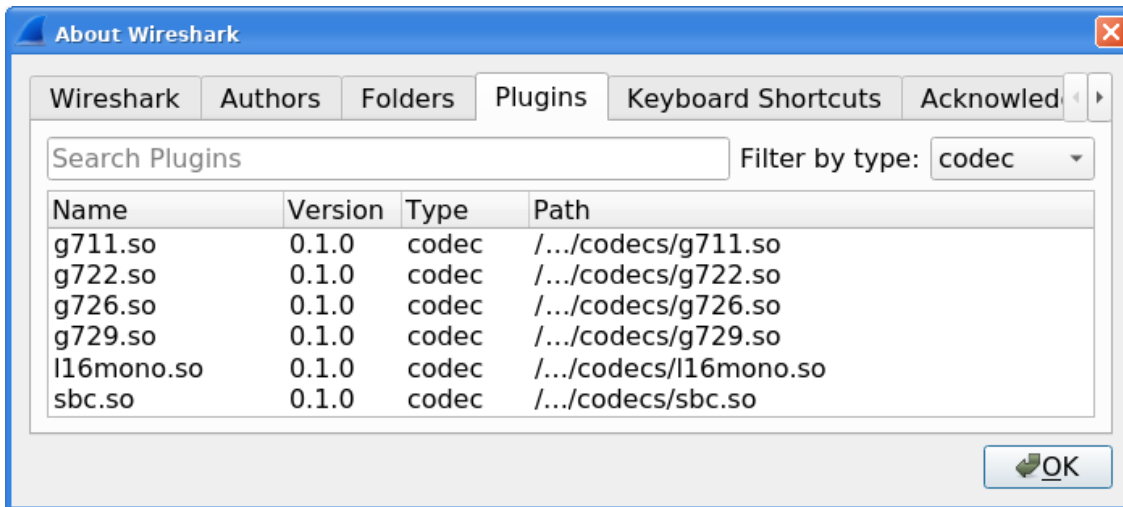 About Wireshark
Wireshark Authors Folders Plugins Keyboard Shortcuts Acknowled
Search Plugins Filter by type: codec
Name Version Type Path
g711.so 0.1.0 codec /.../codecs/g711.so
g722.so 0.1.0 codec /.../codecs/g722.so
g726.so 0.1.0 codec /.../codecs/g726.so
g729.so 0.1.0 codec /.../codecs/g729.so
l16mono.so 0.1.0 codec /.../codecs/l16mono.so
sbc.so 0.1.0 codec /.../codecs/sbc.so
OK